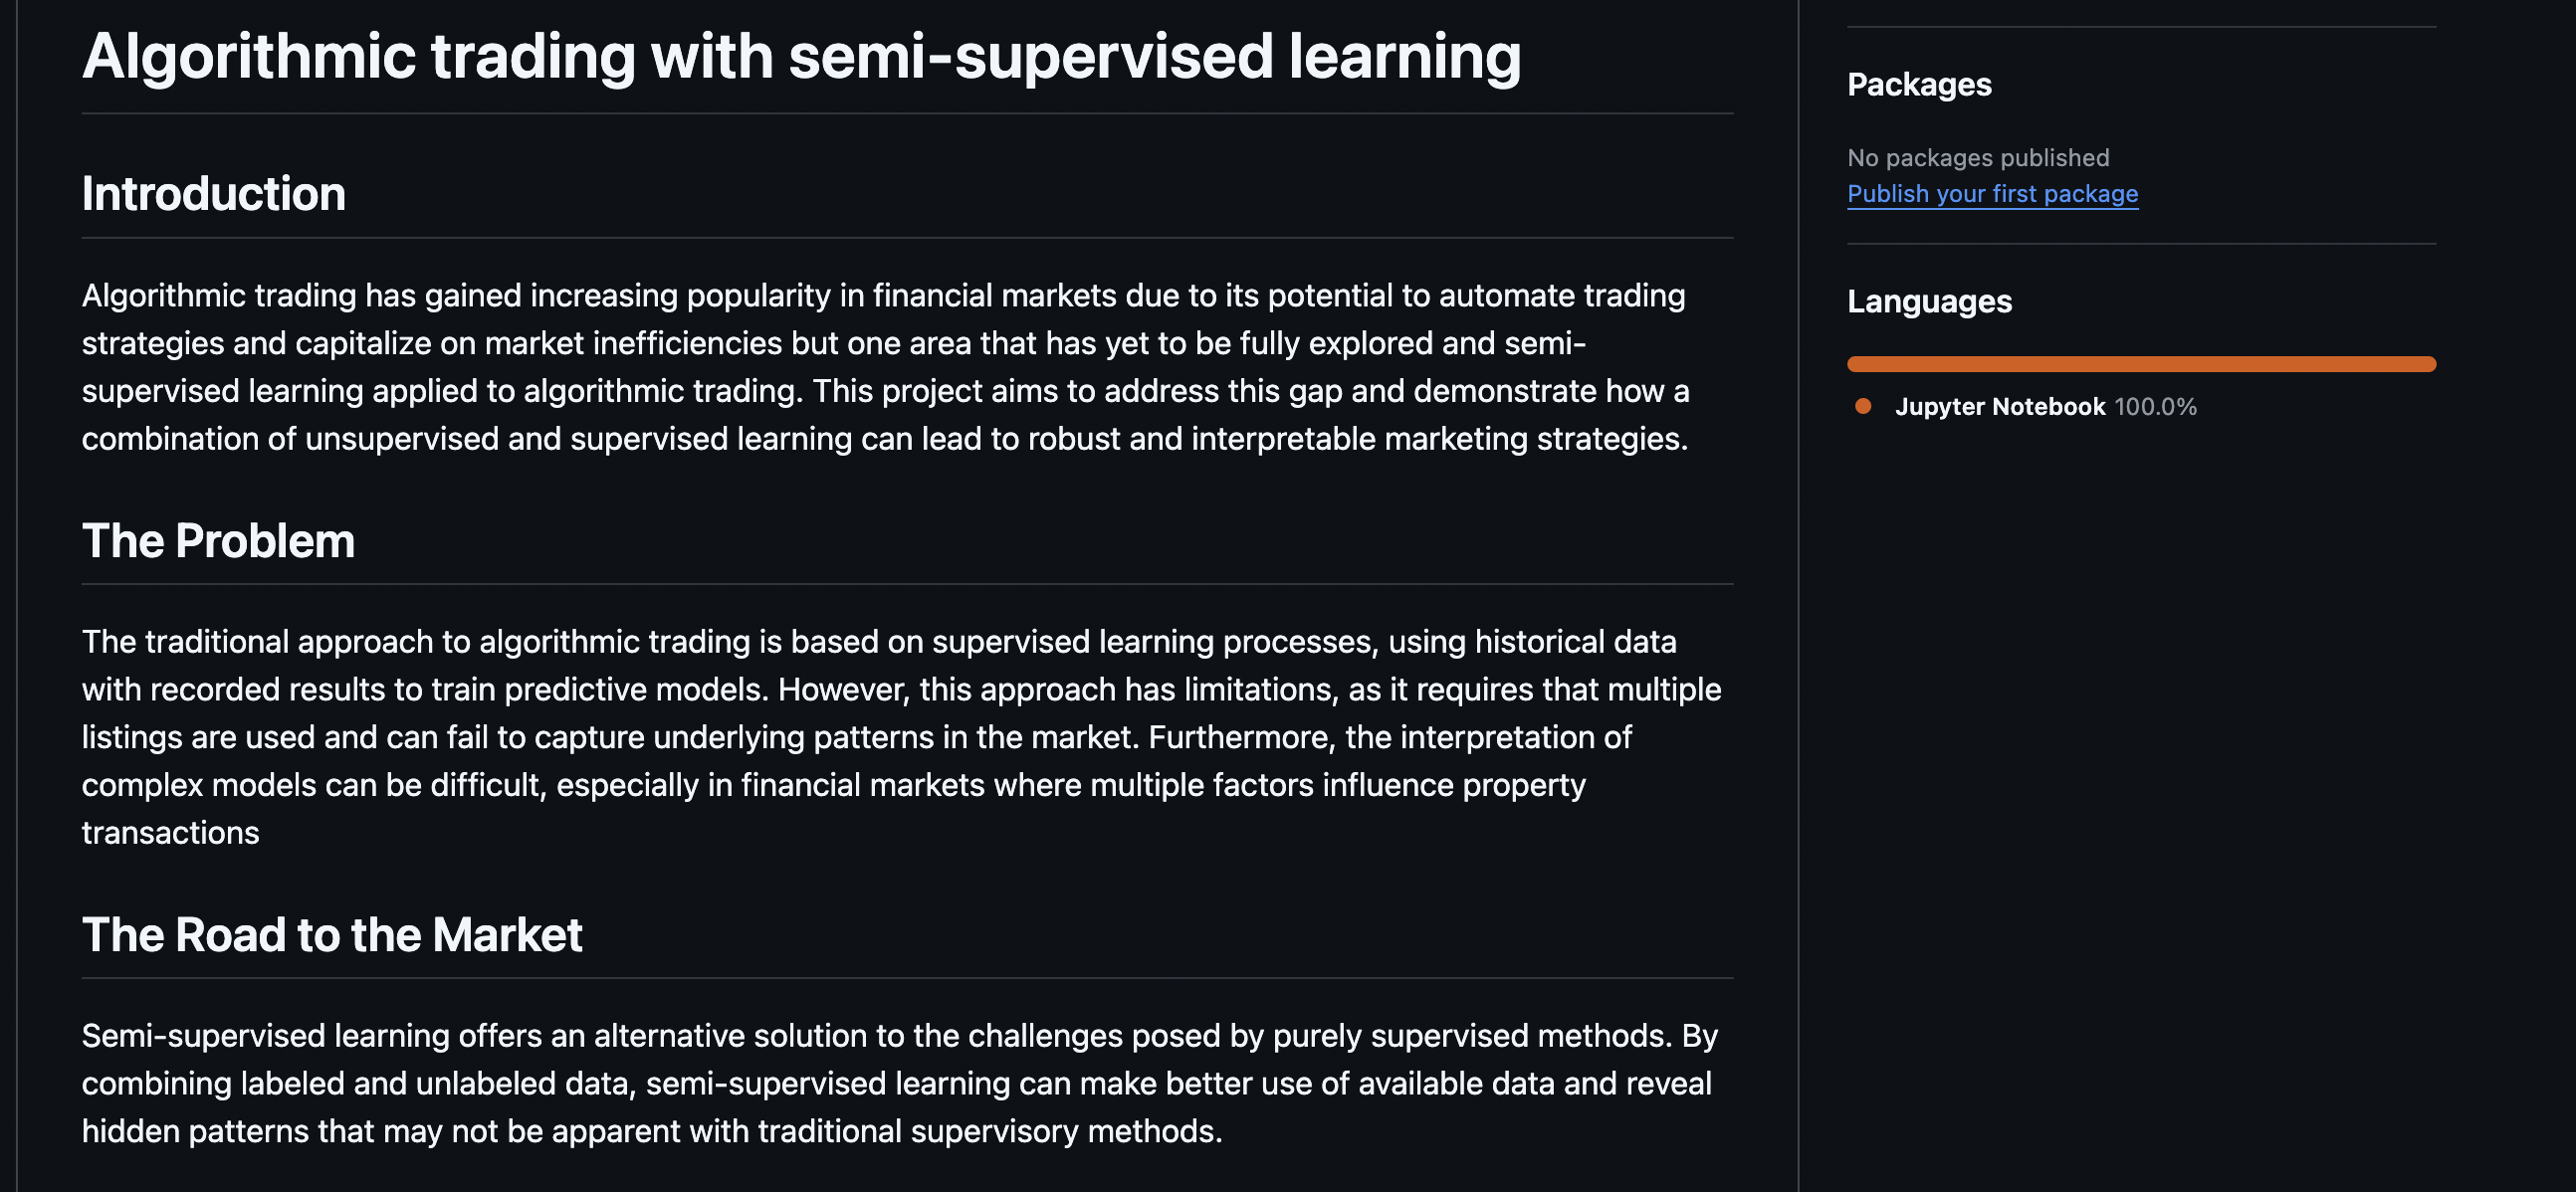 Algorithmic trading with semi-supervised learning
Introduction
Algorithmic trading has gained increasing popularity in financial markets due to its potential to automate trading
strategies and capitalize on market inefficiencies but one area that has yet to be fully explored and semi-
supervised learning applied to algorithmic trading. This project aims to address this gap and demonstrate how a
combination of unsupervised and supervised learning can lead to robust and interpretable marketing strategies.
The Problem
The traditional approach to algorithmic trading is based on supervised learning processes, using historical data
with recorded results to train predictive models. However, this approach has limitations, as it requires that multiple
listings are used and can fail to capture underlying patterns in the market. Furthermore, the interpretation of
complex models can be difficult, especially in financial markets where multiple factors influence property
transactions
The Road to the Market
Semi-supervised learning offers an alternative solution to the challenges posed by purely supervised methods. By
combining labeled and unlabeled data, semi-supervised learning can make better use of available data and reveal
hidden patterns that may not be apparent with traditional supervisory methods.
Packages
No packages published
Publish your first package
Languages
Jupyter Notebook 100.0%